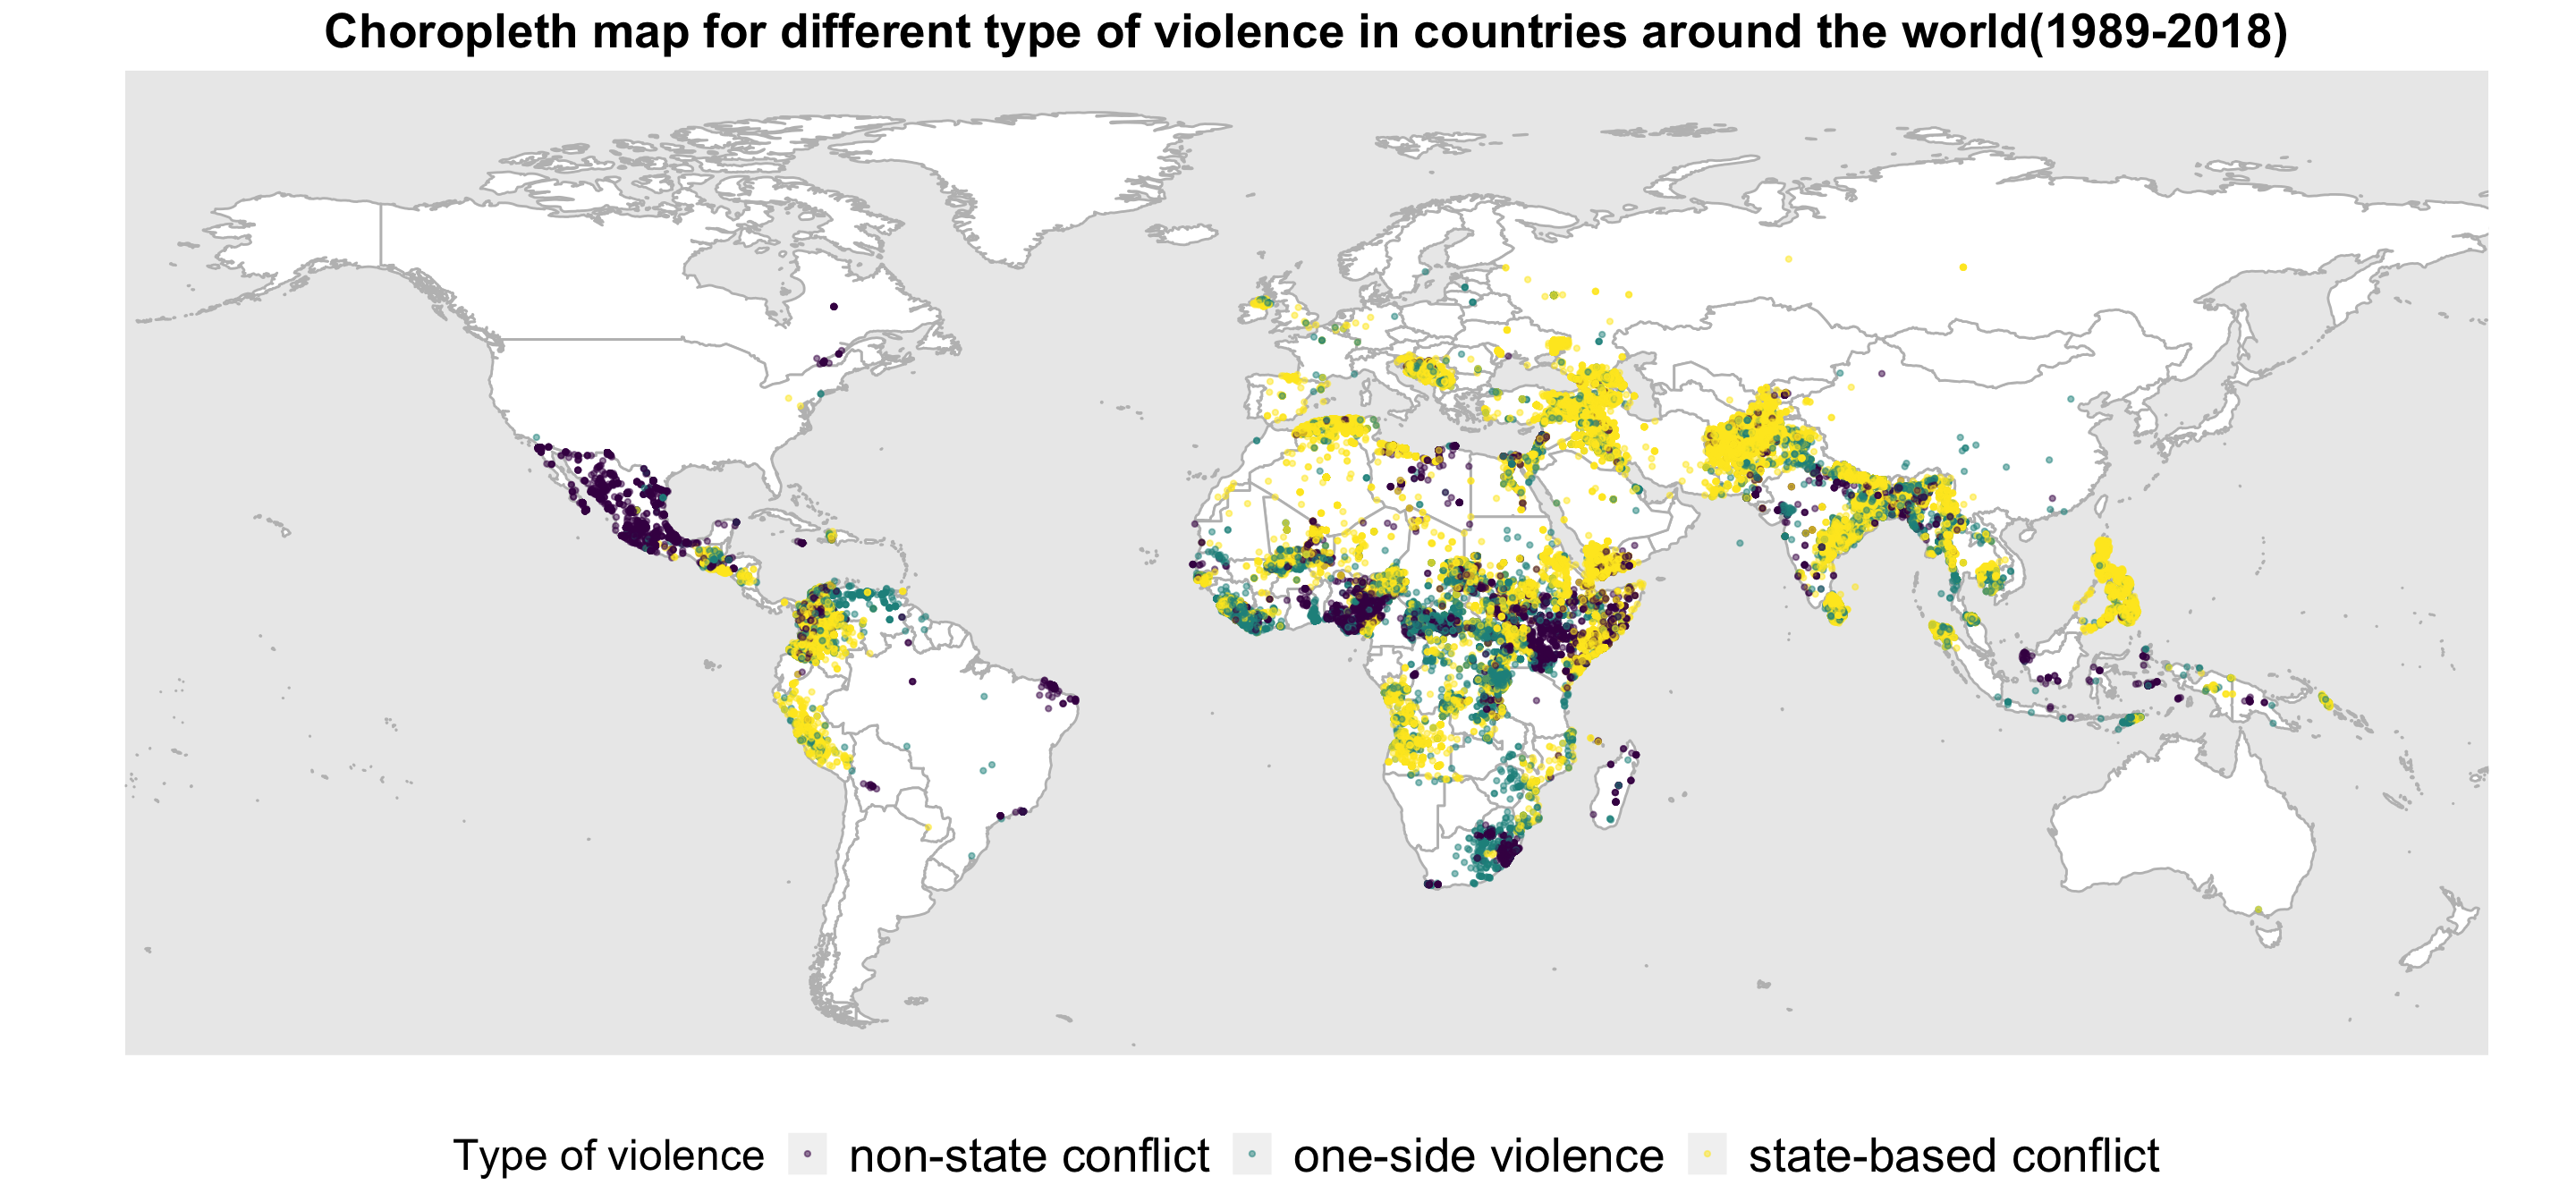 Choropleth map for different type of violence in countries around the world(1989-2018)
Type of violence non-state conflict one-side violence state-based conflict